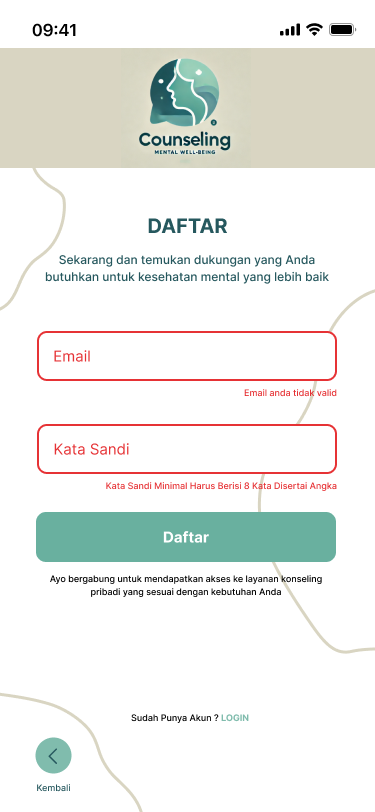 09:41
Counseling
MENTAL WELL-BEING
DAFTAR
Sekarang dan temukan dukungan yang Anda
butuhkan untuk kesehatan mental yang lebih baik
Email
Email anda tidak valid
Kata Sandi
Kata Sandi Minimal Harus Berisi 8 Kata Disertai Angka
Daftar
Ayo bergabung untuk mendapatkan akses ke layanan konseling
pribadi yang sesuai dengan kebutuhan Anda
Sudah Punya Akun ? LOGIN
Kembali